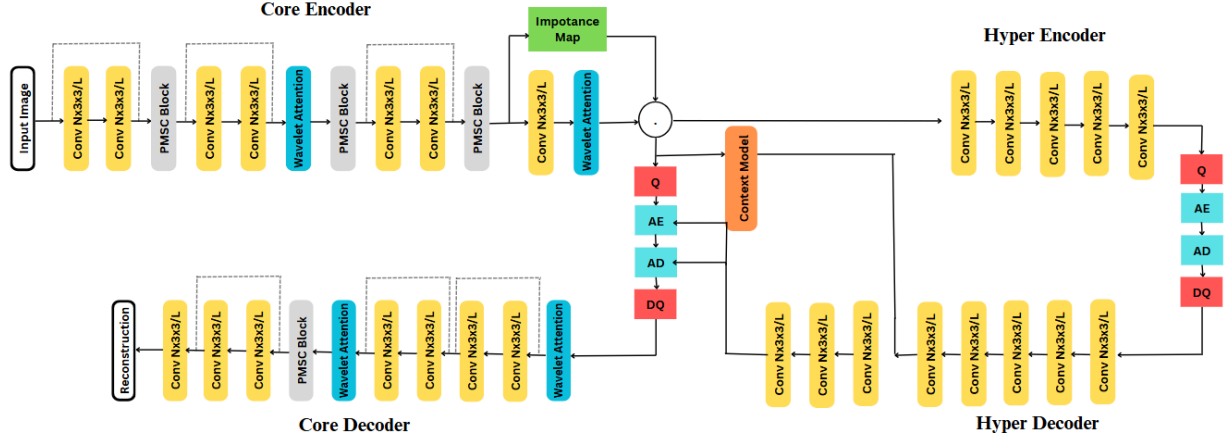 Core Encoder
Impotance
Map
Hyper Encoder
Input Image
Conv Nx3x3/L
Conv Nx3x3/L
PMSC Block
Conv Nx3x3/L
Conv Nx3x3/L
Wavelet Attention
PMSC Block
Conv Nx3x3/L
Conv Nx3x3/L
PMSC Block
Conv Nx3x3/L
Wavelet Attention
.
Conv Nx3x3/L
Conv Nx3x3/L
Conv Nx3x3/L
Conv Nx3x3/L
Conv Nx3x3/L
Context Model
Q
AE
AD
DQ
Q
AE
AD
DQ
Reconstruction
Conv Nx3x3/L
Conv Nx3x3/L
Conv Nx3x3/L
PMSC Block
Wavelet Attention
Conv Nx3x3/L
Conv Nx3x3/L
Conv Nx3x3/L
Conv Nx3x3/L
Wavelet Attention
Conv Nx3x3/L
Conv Nx3x3/L
Conv Nx3x3/L
Conv Nx3x3/L
Conv Nx3x3/L
Conv Nx3x3/L
Conv Nx3x3/L
Conv Nx3x3/L
Core Decoder
Hyper Decoder